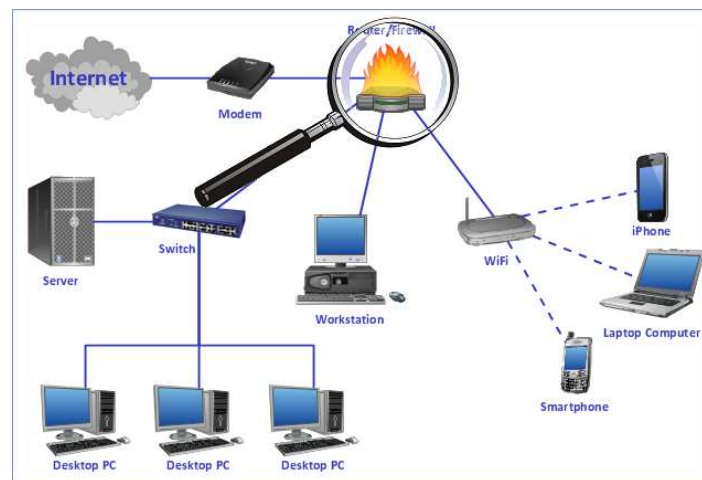 Router/Firewall
Internet
Modem
iPhone
Switch
WiFi
Server
Workstation
Laptop Computer
Smartphone
Desktop PC
Desktop PC
Desktop PC